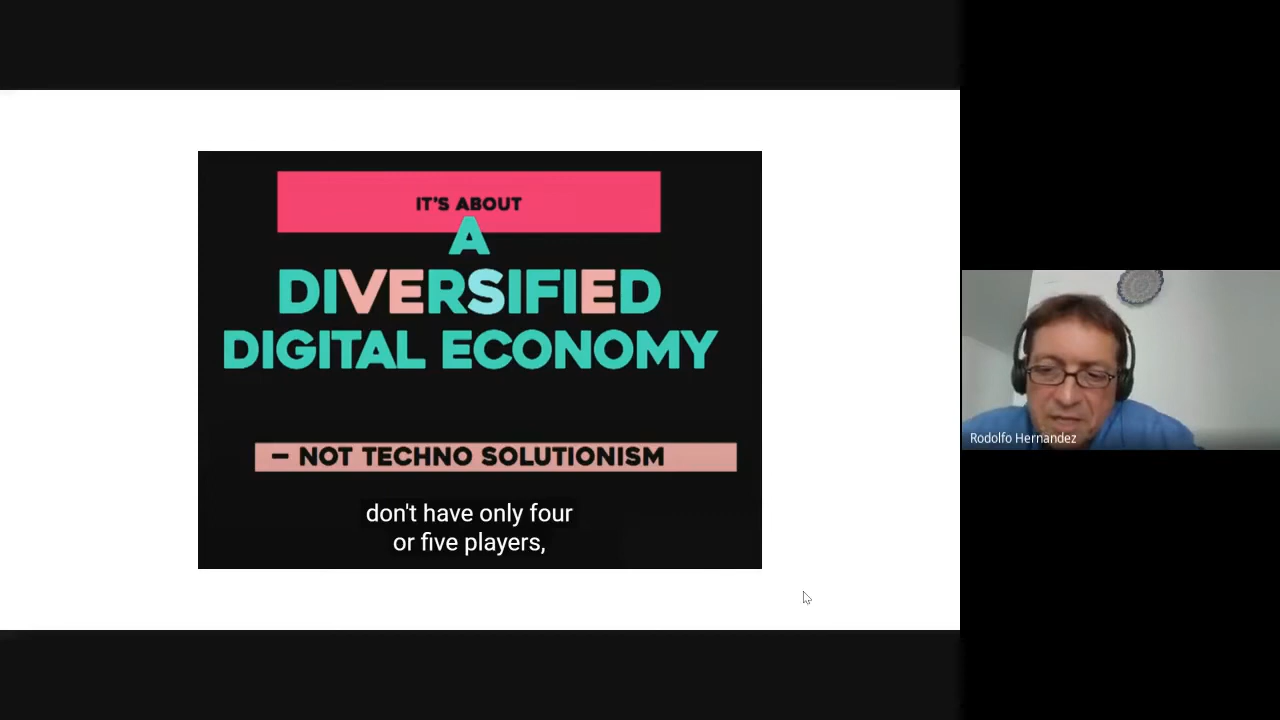 IT'S ABOUT
A
DIVERSIFIED
DIGITAL ECONOMY
– NOT TECHNO SOLUTIONISM
don't have only four
or five players,
Rodolfo Hernandez